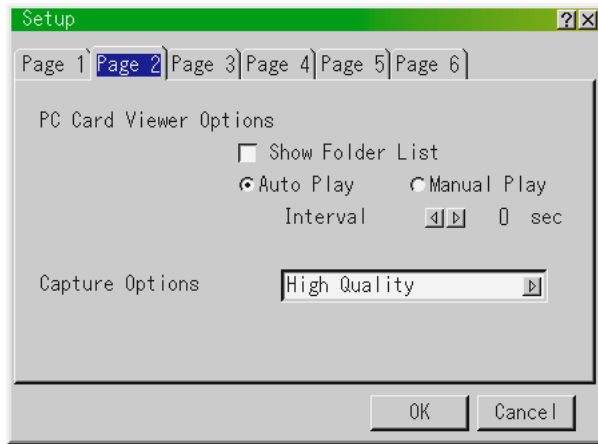 Setup
Page 1 Page 2 Page 3 Page 4 Page 5 Page 6
PC Card Viewer Options
Show Folder List
Auto Play Manual Play
Interval 0 sec
Capture Options High Quality
OK Cancel